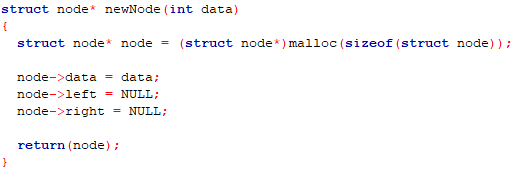 struct node* newNode(int data)
{
  struct node* node = (struct node*)malloc(sizeof(struct node));
  node->data = data;
  node->left = NULL;
  node->right = NULL;
  return(node);
}